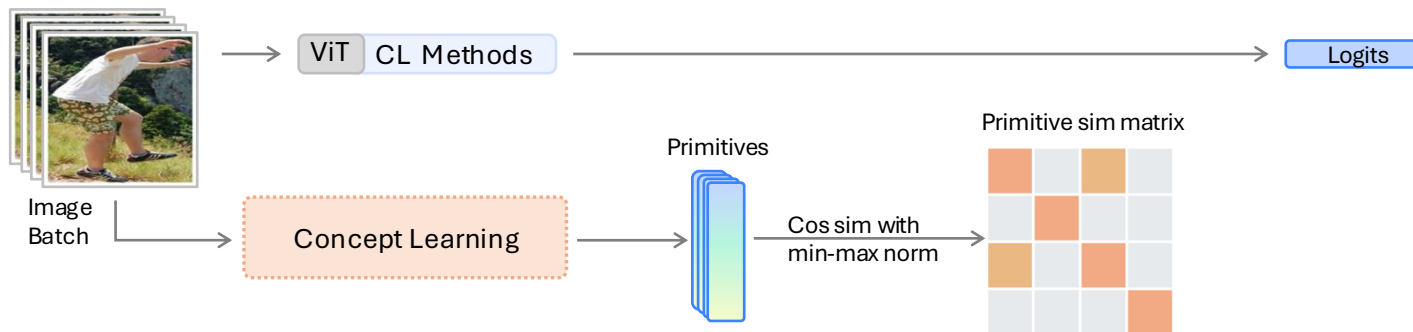 ViT CL Methods
Logits
Primitive sim matrix
Primitives
Image
Batch
Concept Learning
Cos sim with
min-max norm